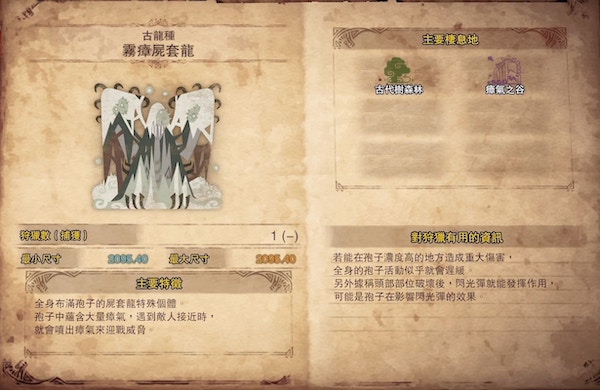 古龍種
霧瘴屍套龍
狩獵數（捕獲）
1 (-)
最小尺寸 2095.40 最大尺寸 2095.40
主要特徵
全身布滿孢子的屍套龍特殊個體。
孢子中蘊含大量瘴氣，遇到敵人接近時，
就會噴出瘴氣來迎戰威脅。
主要棲息地
古代樹森林
瘴氣之谷
對狩獵有用的資訊
若能在孢子濃度高的地方造成重大傷害，
全身的孢子活動似乎就會遲緩。
另外據稱頭部部位破壞後，閃光彈就能發揮作用，
可能是孢子在影響閃光彈的效果。